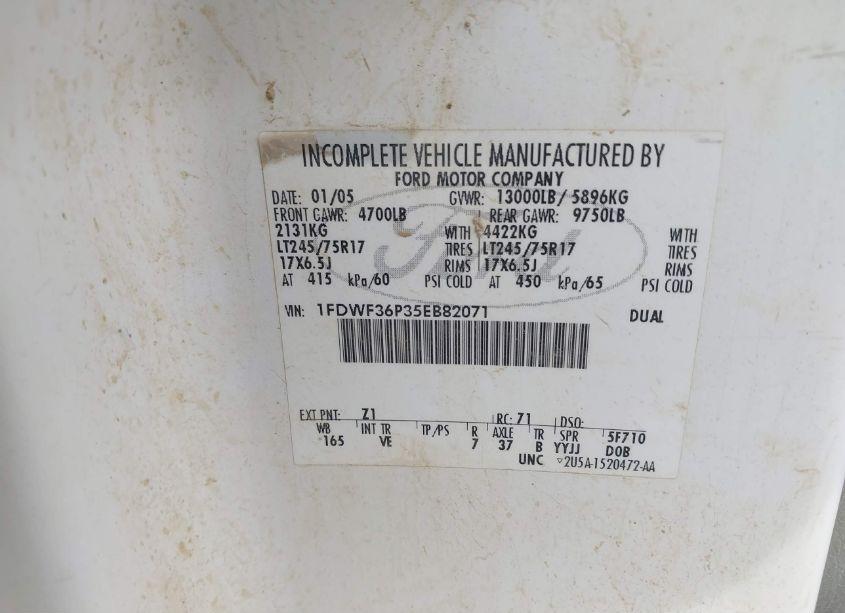 INCOMPLETE VEHICLE MANUFACTURED BY
FORD MOTOR COMPANY
DATE: 01/05 GVWR: 13000LB/ 5896KG
FRONT GAWR: 4700LB REAR GAWR: 9750LB
2131KG WITH 4422KG WITH
LT245/75R17 TIRES LT245/75R17 TIRES
17X6.5J RIMS 17X6.5J RIMS
AT 415 kPa/60 PSI COLD AT 450 kPa/65 PSI COLD
VIN: 1FDWF36P35EB82071 DUAL
Ford
EXT PNT: Z1 RC: 71 DSO:
WB INT TR TP/PS R AXLE TR SPR 5F710
165 VE 7 37 B YYJJ DOB
UNC ▽2U5A-1520472-AA